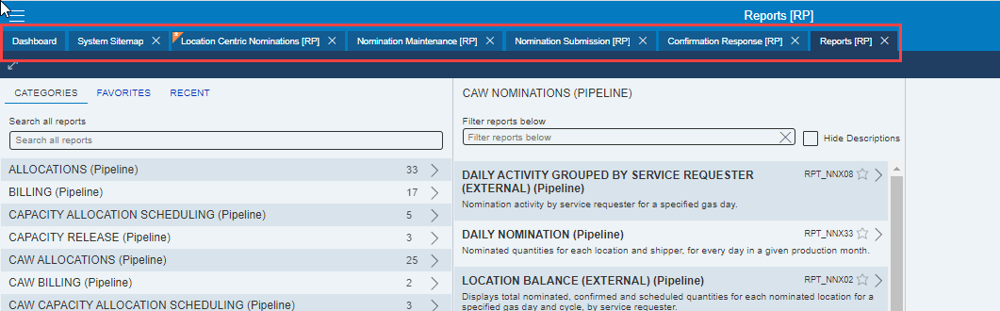 Reports [RP]
Dashboard System Sitemap Location Centric Nominations [RP] Nomination Maintenance [RP] Nomination Submission [RP] Confirmation Response [RP] Reports [RP]
CATEGORIES FAVORITES RECENT
Search all reports
Search all reports
ALLOCATIONS (Pipeline) 33
BILLING (Pipeline) 17
CAPACITY ALLOCATION SCHEDULING (Pipeline) 5
CAPACITY RELEASE (Pipeline) 3
CAW ALLOCATIONS (Pipeline) 25
CAW BILLING (Pipeline) 2
CAW CAPACITY ALLOCATION SCHEDULING (Pipeline) 3
CAW NOMINATIONS (PIPELINE)
Filter reports below
Filter reports below
Hide Descriptions
DAILY ACTIVITY GROUPED BY SERVICE REQUESTER RPT_NNX08
(EXTERNAL) (Pipeline)
Nomination activity by service requester for a specified gas day.
DAILY NOMINATION (Pipeline) RPT_NNX33
Nominated quantities for each location and shipper, for every day in a given production month.
LOCATION BALANCE (EXTERNAL) (Pipeline) RPT_NNX02
Displays total nominated, confirmed and scheduled quantities for each nominated location for a
specified gas day and cycle, by service requester.